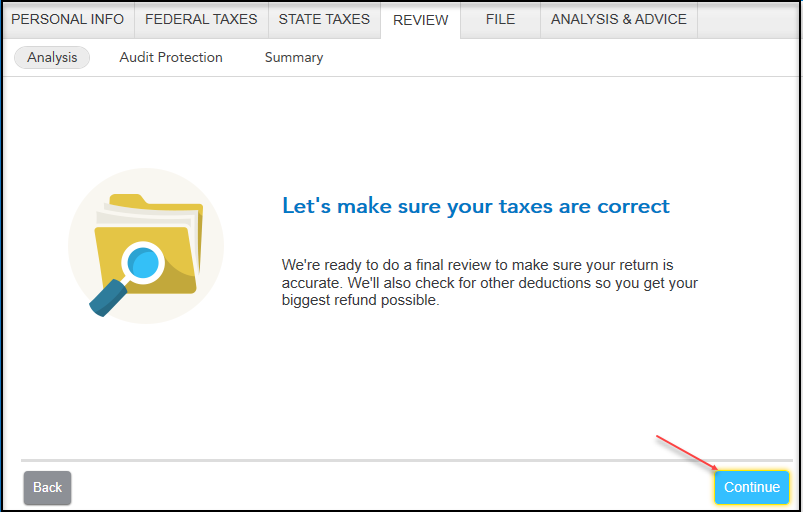 PERSONAL INFO FEDERAL TAXES STATE TAXES REVIEW FILE ANALYSIS & ADVICE
Analysis Audit Protection Summary
Let's make sure your taxes are correct
We're ready to do a final review to make sure your return is
accurate. We'll also check for other deductions so you get your
biggest refund possible.
Back Continue